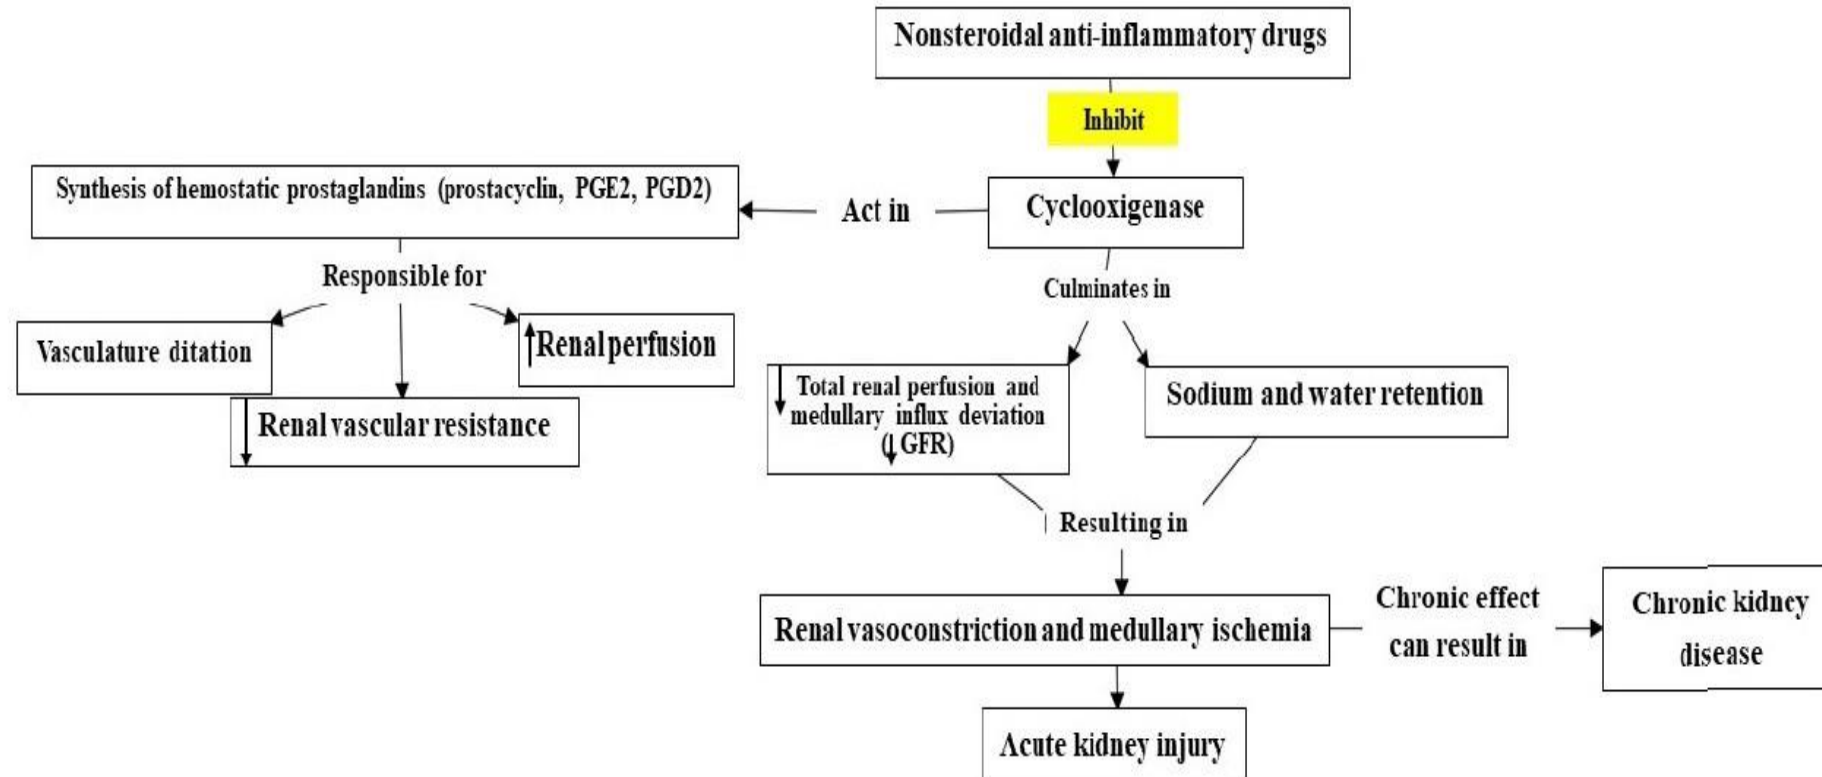 Nonsteroidal anti-inflammatory drugs
Inhibit
Synthesis of hemostatic prostaglandins (prostacyclin, PGE2, PGD2)
Act in
Cyclooxigenase
Responsible for
Culminates in
Vasculature ditation
↑Renal perfusion
↓ Renal vascular resistance
↓ Total renal perfusion and
medullary influx deviation
(↓ GFR)
Sodium and water retention
Resulting in
Renal vasoconstriction and medullary ischemia
Chronic effect
can result in
Chronic kidney
disease
Acute kidney injury